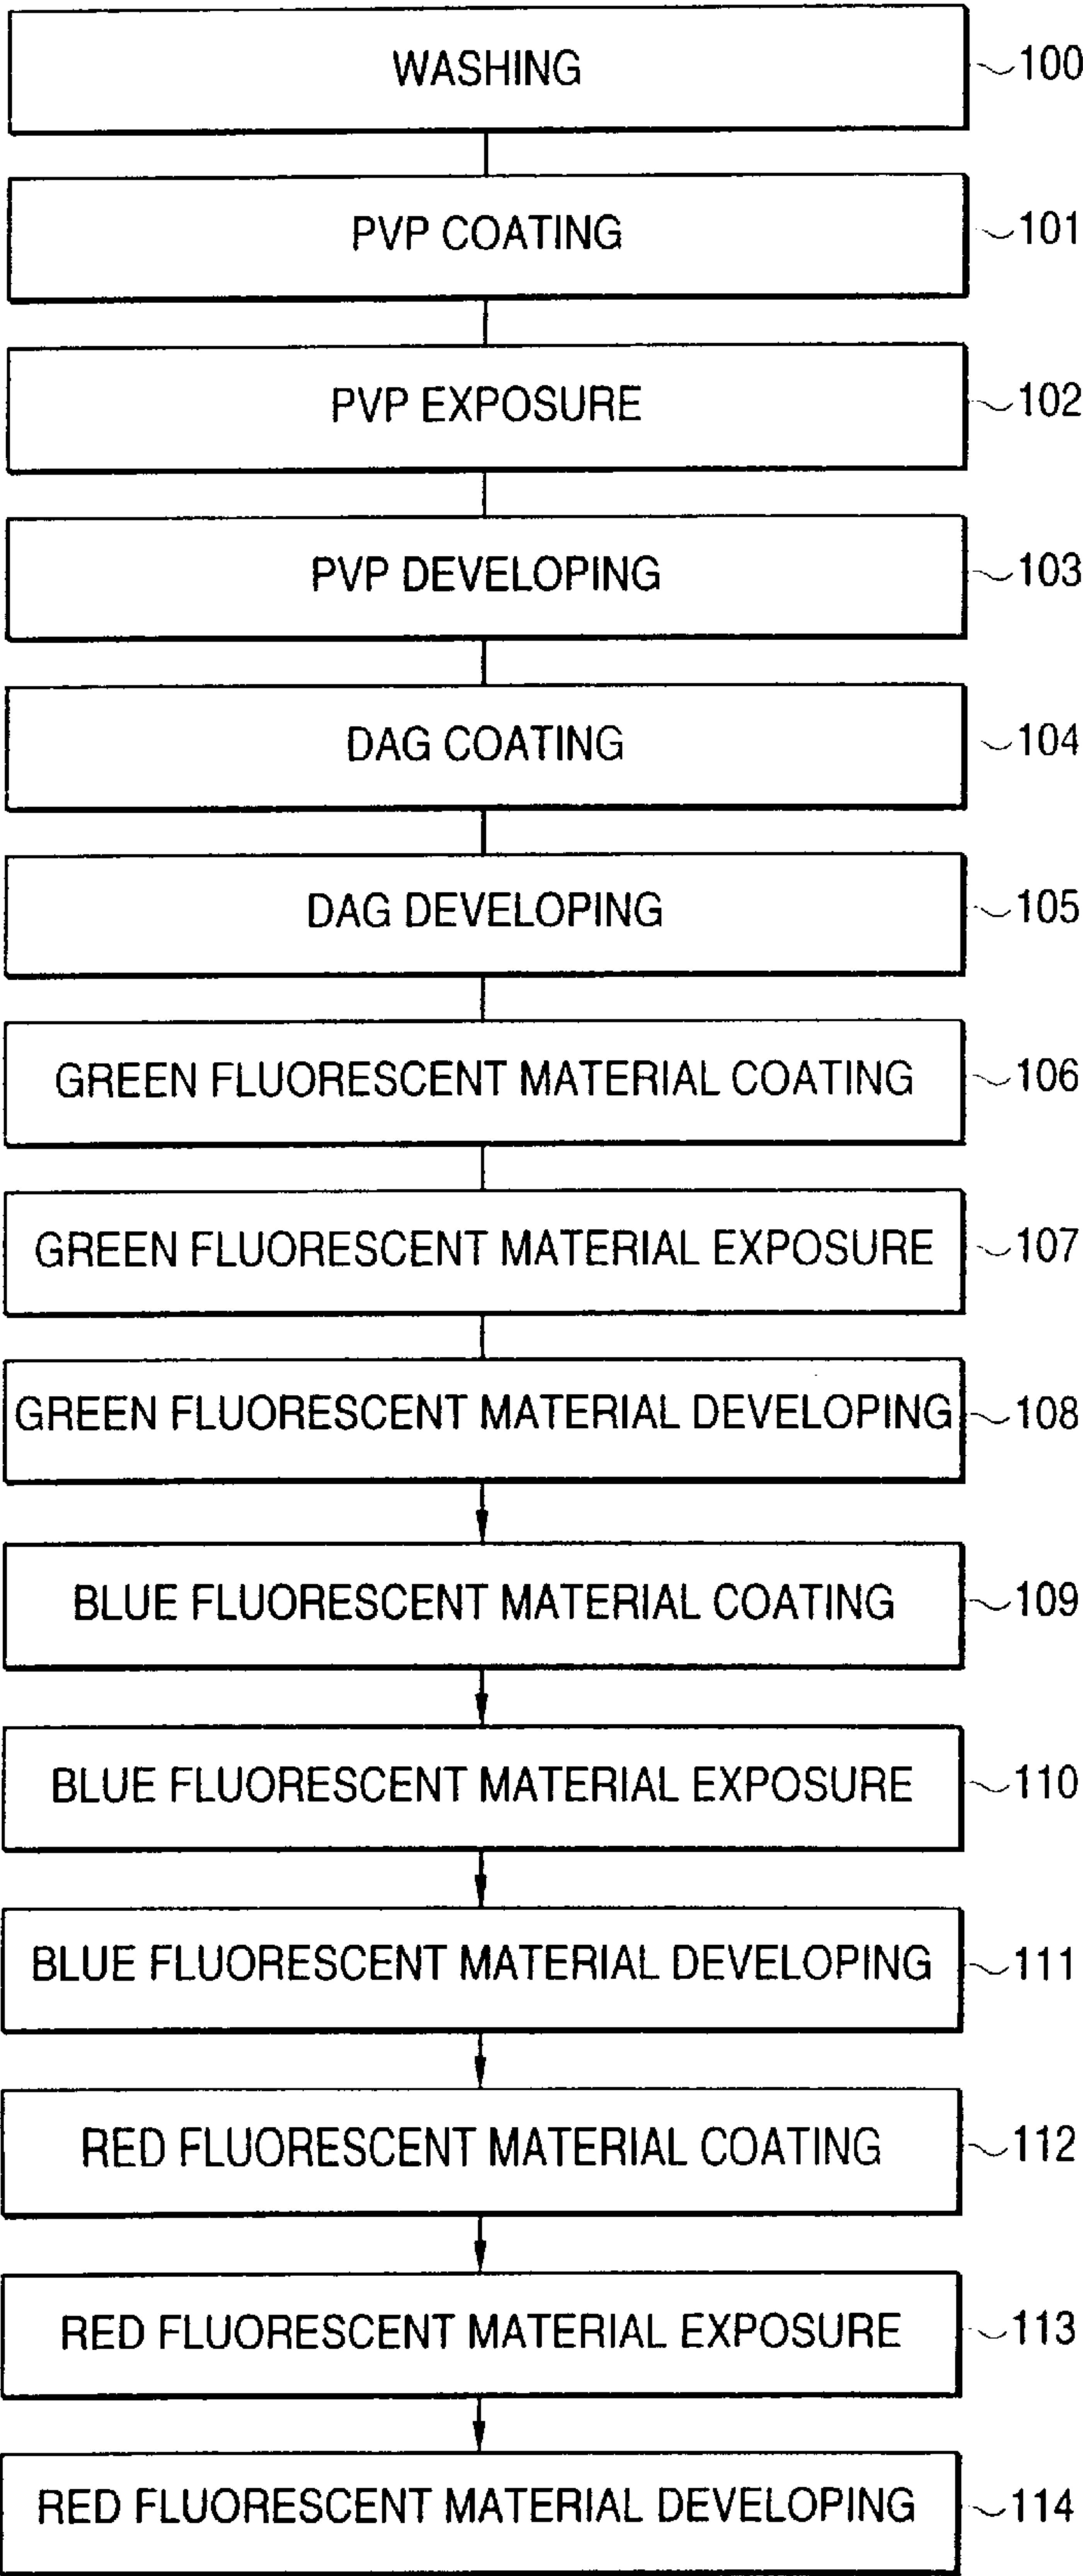 WASHING ~100
PVP COATING ~101
PVP EXPOSURE ~102
PVP DEVELOPING ~103
DAG COATING ~104
DAG DEVELOPING ~105
GREEN FLUORESCENT MATERIAL COATING ~106
GREEN FLUORESCENT MATERIAL EXPOSURE ~107
GREEN FLUORESCENT MATERIAL DEVELOPING ~108
BLUE FLUORESCENT MATERIAL COATING ~109
BLUE FLUORESCENT MATERIAL EXPOSURE ~110
BLUE FLUORESCENT MATERIAL DEVELOPING ~111
RED FLUORESCENT MATERIAL COATING ~112
RED FLUORESCENT MATERIAL EXPOSURE ~113
RED FLUORESCENT MATERIAL DEVELOPING ~114